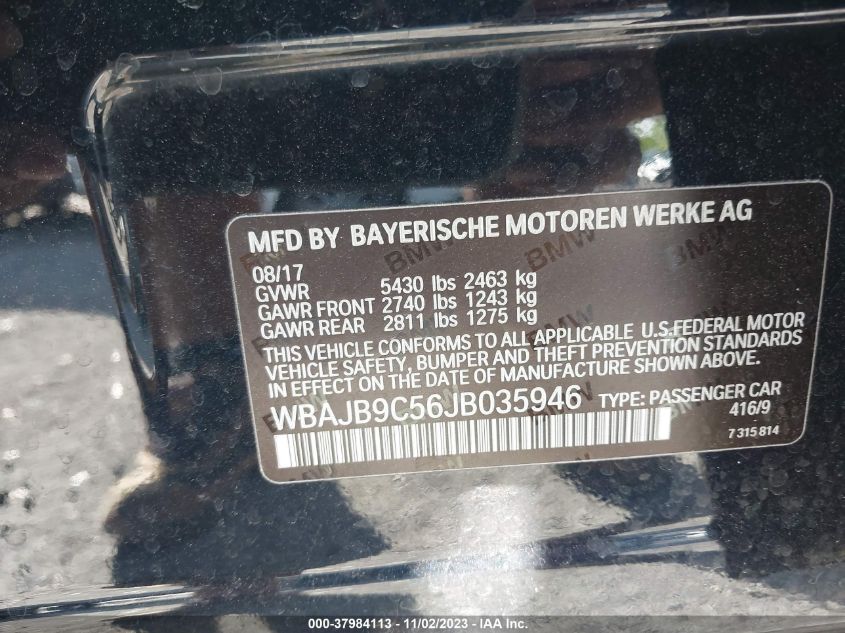 MFD BY BAYERISCHE MOTOREN WERKE AG
08/17
GVWR 5430 lbs 2463 kg
GAWR FRONT 2740 lbs 1243 kg
GAWR REAR 2811 lbs 1275 kg
THIS VEHICLE CONFORMS TO ALL APPLICABLE U.S.FEDERAL MOTOR
VEHICLE SAFETY, BUMPER AND THEFT PREVENTION STANDARDS
IN EFFECT ON THE DATE OF MANUFACTURE SHOWN ABOVE.
WBAJB9C56JB035946 TYPE: PASSENGER CAR
416/9
7 315 814
000-37984113 - 11/02/2023 - IAA Inc.